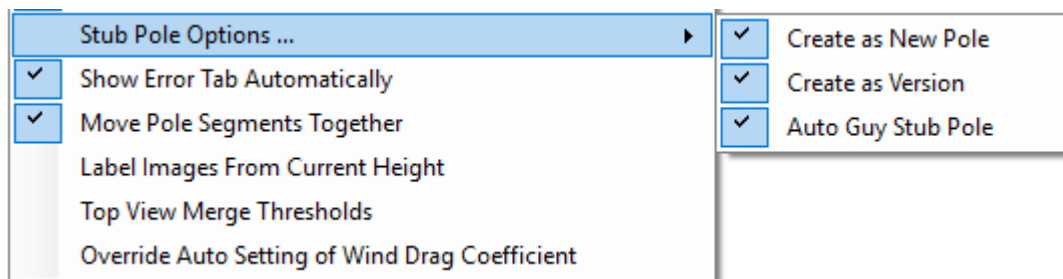 Stub Pole Options ...
Show Error Tab Automatically
Move Pole Segments Together
Label Images From Current Height
Top View Merge Thresholds
Override Auto Setting of Wind Drag Coefficient
Create as New Pole
Create as Version
Auto Guy Stub Pole